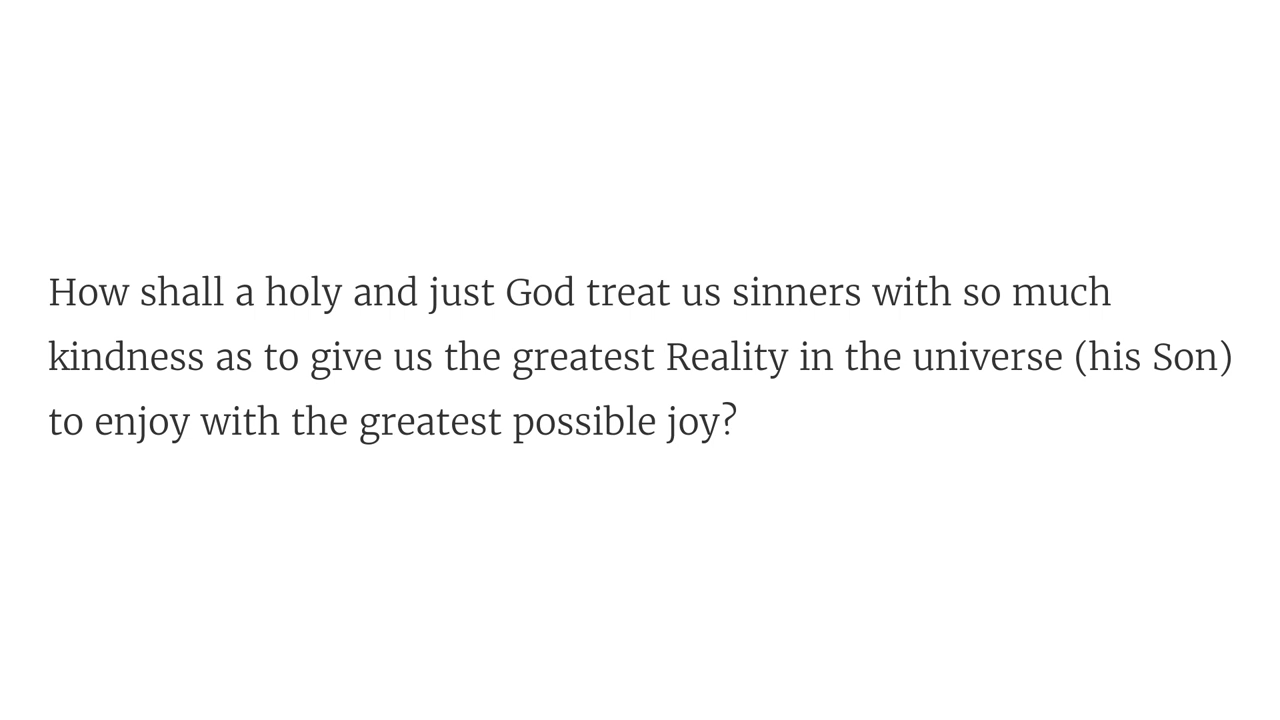 How shall a holy and just God treat us sinners with so much
kindness as to give us the greatest Reality in the universe (his Son)
to enjoy with the greatest possible joy?